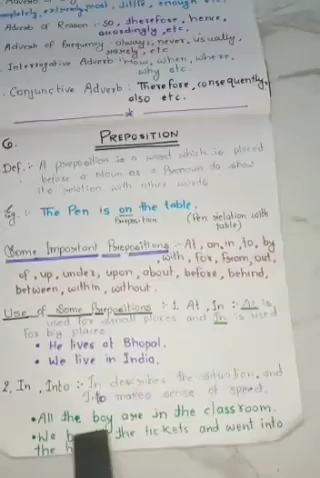 completely, extremely, most, little, enough etc.
Adverb of Reason :- so, therefore, hence,
accordingly, etc.
Adverb of Frequency :- always, never, usually,
rarely, etc
Interrogative Adverb : How, when, where,
why etc.
Conjunctive Adverb : Therefore, consequently,
also etc.
6. PREPOSITION
Def. :- A preposition is a word which is placed
before a Noun or a Pronoun to show
its relation with other words
Eg. :- The Pen is on the table.
Preposition (Pen relation with
table)
Some Important Prepositions :- At, on, in, to, by
, with, for, from, out,
of, up, under, upon, about, before, behind,
between, within, without.
Use of Some Prepositions :- 1. At, In :- At is
used for small places and In is used
for big places
• He lives at Bhopal.
• We live in India.
2. In, Into :- In describes the situation, and
Into makes sense of speed.
• All the boy are in the classroom.
• We the tickets and went into
the